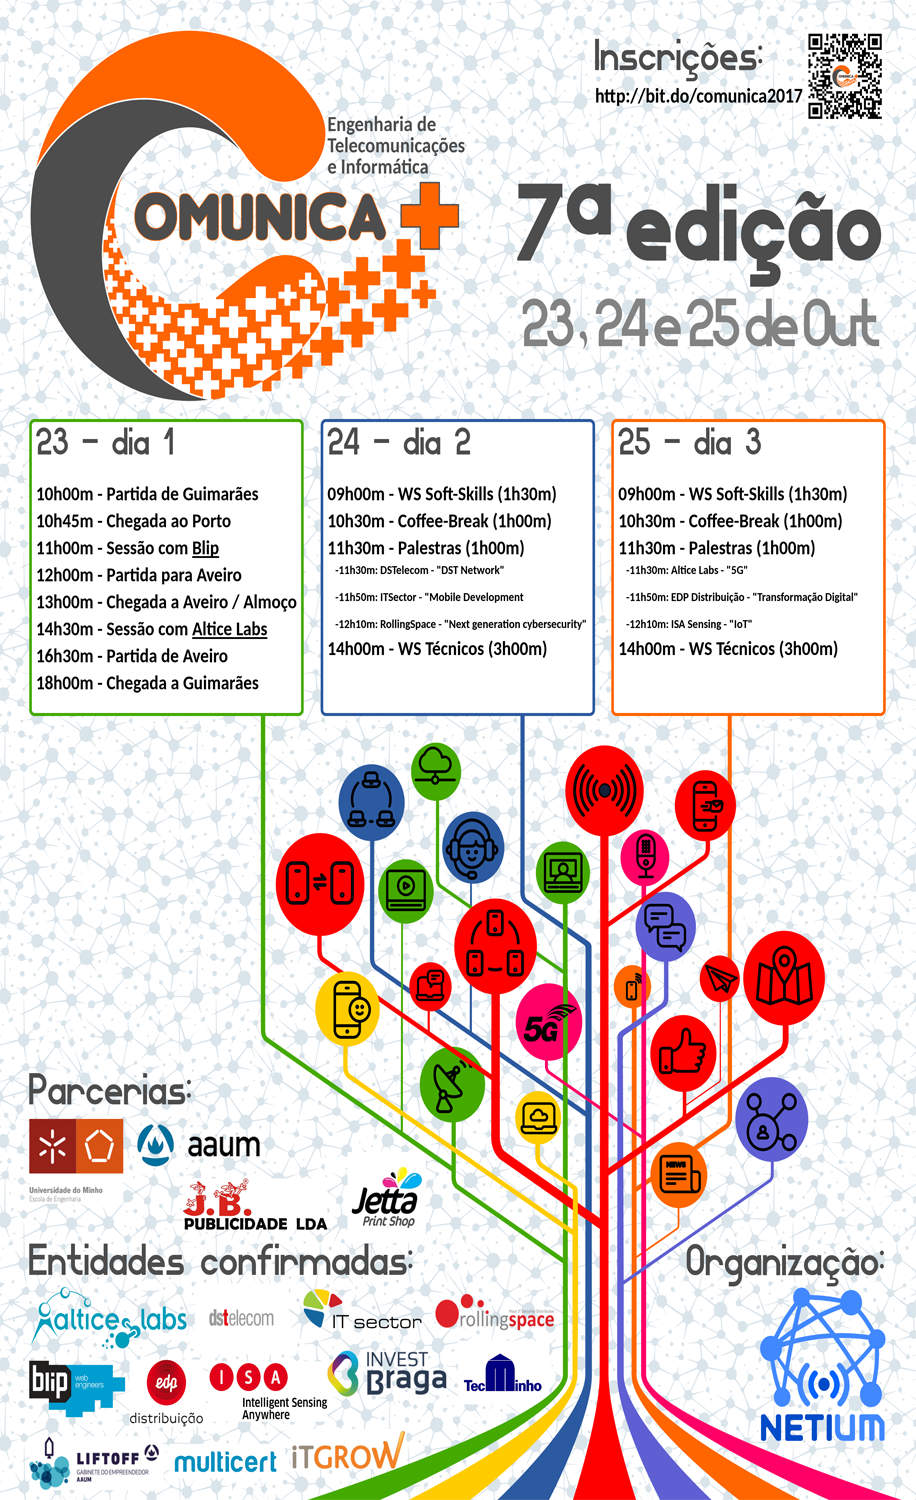 Inscrições:
http://bit.do/comunica2017
Engenharia de
Telecomunicações
e Informática
COMUNICA+
7ª edição
23, 24 e 25 de Out
23 - dia 1
10h00m - Partida de Guimarães
10h45m - Chegada ao Porto
11h00m - Sessão com Blip
12h00m - Partida para Aveiro
13h00m - Chegada a Aveiro / Almoço
14h30m - Sessão com Altice Labs
16h30m - Partida de Aveiro
18h00m - Chegada a Guimarães
24 - dia 2
09h00m - WS Soft-Skills (1h30m)
10h30m - Coffee-Break (1h00m)
11h30m - Palestras (1h00m)
-11h30m: DSTelecom - "DST Network"
-11h50m: ITSector - "Mobile Development
-12h10m: RollingSpace - "Next generation cybersecurity"
14h00m - WS Técnicos (3h00m)
25 - dia 3
09h00m - WS Soft-Skills (1h30m)
10h30m - Coffee-Break (1h00m)
11h30m - Palestras (1h00m)
-11h30m: Altice Labs - "5G"
-11h50m: EDP Distribuição - "Transformação Digital"
-12h10m: ISA Sensing - "IoT"
14h00m - WS Técnicos (3h00m)
5G
NEWS
Parcerias:
Universidade do Minho
Escola de Engenharia
aaum
J.B.
PUBLICIDADE LDA
Jetta
Print Shop
Entidades confirmadas:
altice labs
dstelecom
IT sector
rollingspace
blip
web
engineers
edp
distribuição
ISA
Intelligent Sensing
Anywhere
INVEST
Braga
TecMinho
LIFTOFF
GABINETE DO EMPREENDEDOR
AAUM
multicert
iTGROW
Organização:
NETIUM